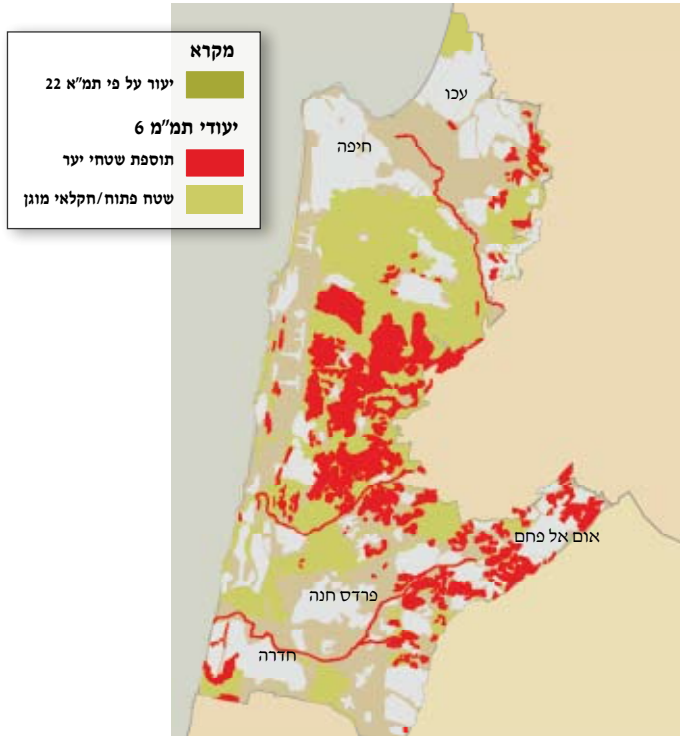 מקרא
יעור על פי תמ"א 22
יעודי תמ"מ 6
תוספת שטחי יער
שטח פתוח/חקלאי מוגן
עכו
חיפה
אום אל פחם
פרדס חנה
חדרה